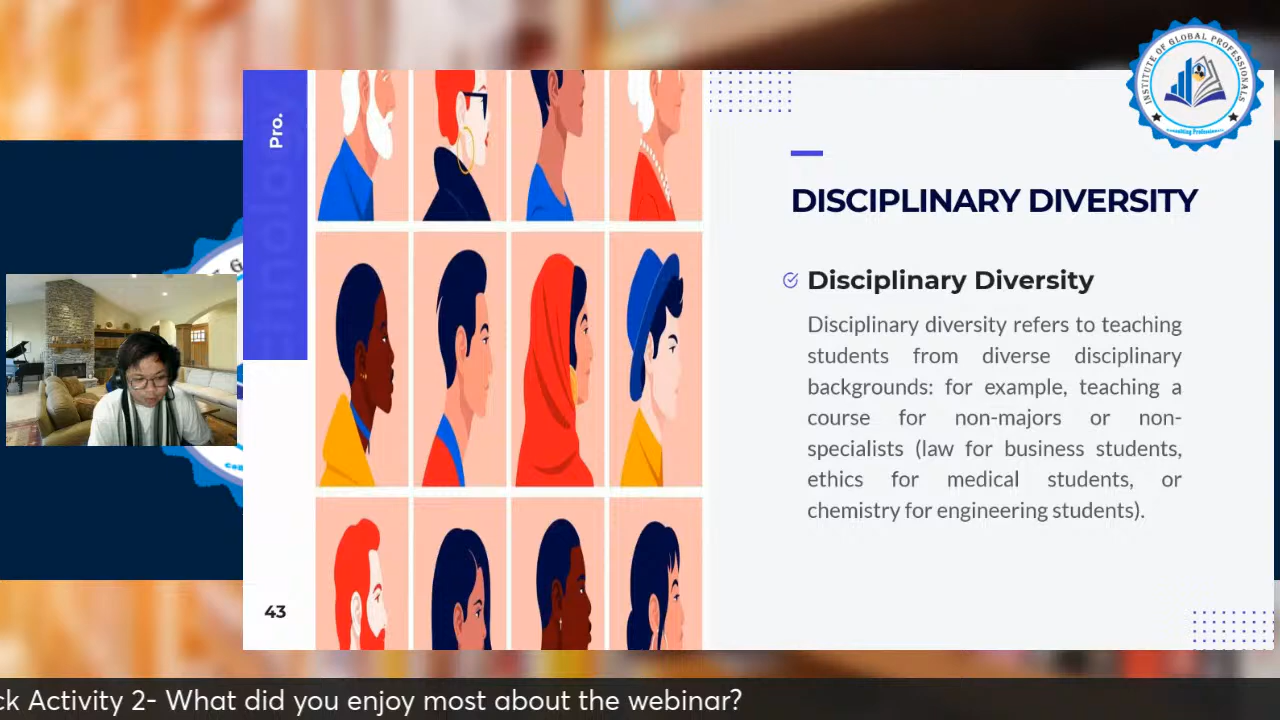 Pro.
INSTITUTE OF GLOBAL PROFESSIONALS
Consulting Professionals
DISCIPLINARY DIVERSITY
Disciplinary Diversity
Disciplinary diversity refers to teaching
students from diverse disciplinary
backgrounds: for example, teaching a
course for non-majors or non-
specialists (law for business students,
ethics for medical students, or
chemistry for engineering students).
43
ck Activity 2- What did you enjoy most about the webinar?